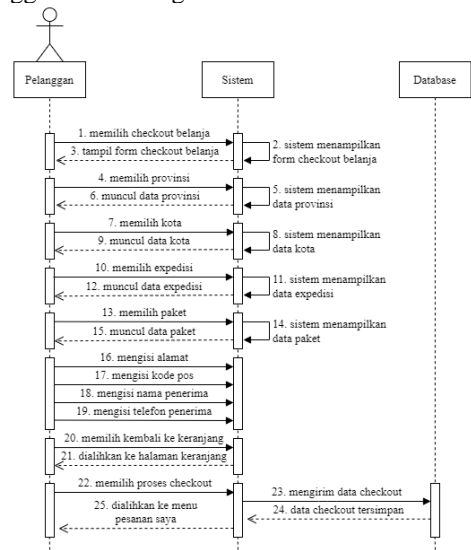 Pelanggan
Sistem
Database
1. memilih checkout belanja
2. sistem menampilkan
form checkout belanja
3. tampil form checkout belanja
4. memilih provinsi
5. sistem menampilkan
data provinsi
6. muncul data provinsi
7. memilih kota
8. sistem menampilkan
data kota
9. muncul data kota
10. memilih expedisi
11. sistem menampilkan
data expedisi
12. muncul data expedisi
13. memilih paket
14. sistem menampilkan
data paket
15. muncul data paket
16. mengisi alamat
17. mengisi kode pos
18. mengisi nama penerima
19. mengisi telefon penerima
20. memilih kembali ke keranjang
21. dialihkan ke halaman keranjang
22. memilih proses checkout
23. mengirim data checkout
24. data checkout tersimpan
25. dialihkan ke menu
pesanan saya